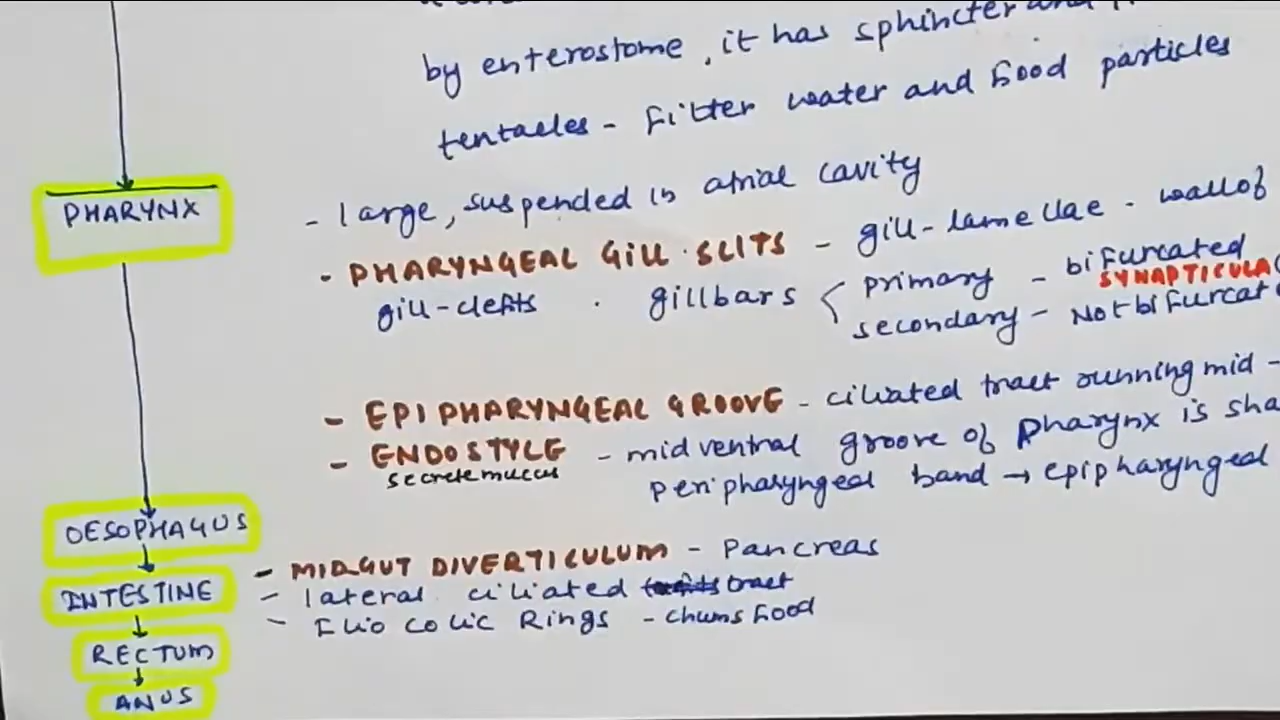 by enterostome, it has sphincter and
tentacles - Filter water and food particles
PHARYNX
- large, suspended in atrial cavity
- PHARYNGEAL GILL SLITS - gill-lamellae - wall of
gill-clefts . gillbars < primary - bifurcated
SYNAPTICULA
secondary - Not bifurcat
- EPIPHARYNGEAL GROOVE - ciliated tract running mid -
- ENDOSTYLE - midventral groove of pharynx is sha
secrete mucus
peripharyngeal band → epipharyngeal
OESOPHAGUS
- MIDGUT DIVERTICULUM - Pancreas
INTESTINE
- lateral ciliated tract
- Ilio colic Rings - churns food
RECTUM
ANUS